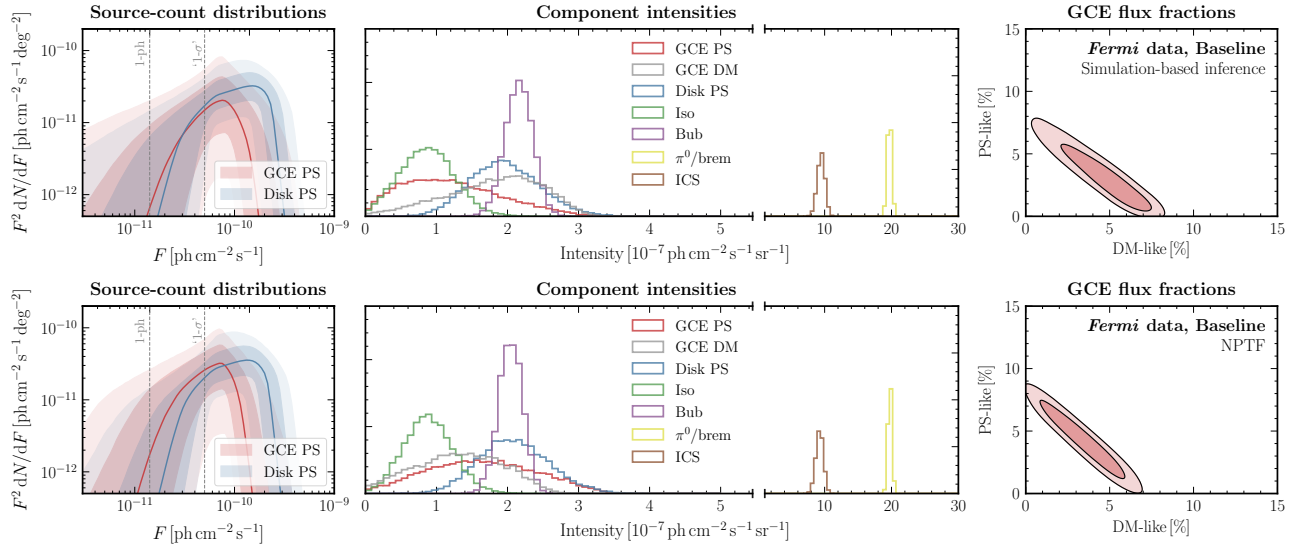 Source-count distributions
Component intensities
GCE flux fractions
F² dN/dF [ph cm⁻² s⁻¹ deg⁻²]
10⁻¹⁰
10⁻¹¹
10⁻¹²
1-ph
‘1-σ’
GCE PS
Disk PS
10⁻¹¹ 10⁻¹⁰ 10⁻⁹
F [ph cm⁻² s⁻¹]
GCE PS
GCE DM
Disk PS
Iso
Bub
π⁰/brem
ICS
0 1 2 3 4 5 10 20 30
Intensity [10⁻⁷ ph cm⁻² s⁻¹ sr⁻¹]
Fermi data, Baseline
Simulation-based inference
PS-like [%]
15
10
5
0
0 5 10 15
DM-like [%]
Source-count distributions
Component intensities
GCE flux fractions
F² dN/dF [ph cm⁻² s⁻¹ deg⁻²]
10⁻¹⁰
10⁻¹¹
10⁻¹²
1-ph
‘1-σ’
GCE PS
Disk PS
10⁻¹¹ 10⁻¹⁰ 10⁻⁹
F [ph cm⁻² s⁻¹]
GCE PS
GCE DM
Disk PS
Iso
Bub
π⁰/brem
ICS
0 1 2 3 4 5 10 20 30
Intensity [10⁻⁷ ph cm⁻² s⁻¹ sr⁻¹]
Fermi data, Baseline
NPTF
PS-like [%]
15
10
5
0
0 5 10 15
DM-like [%]